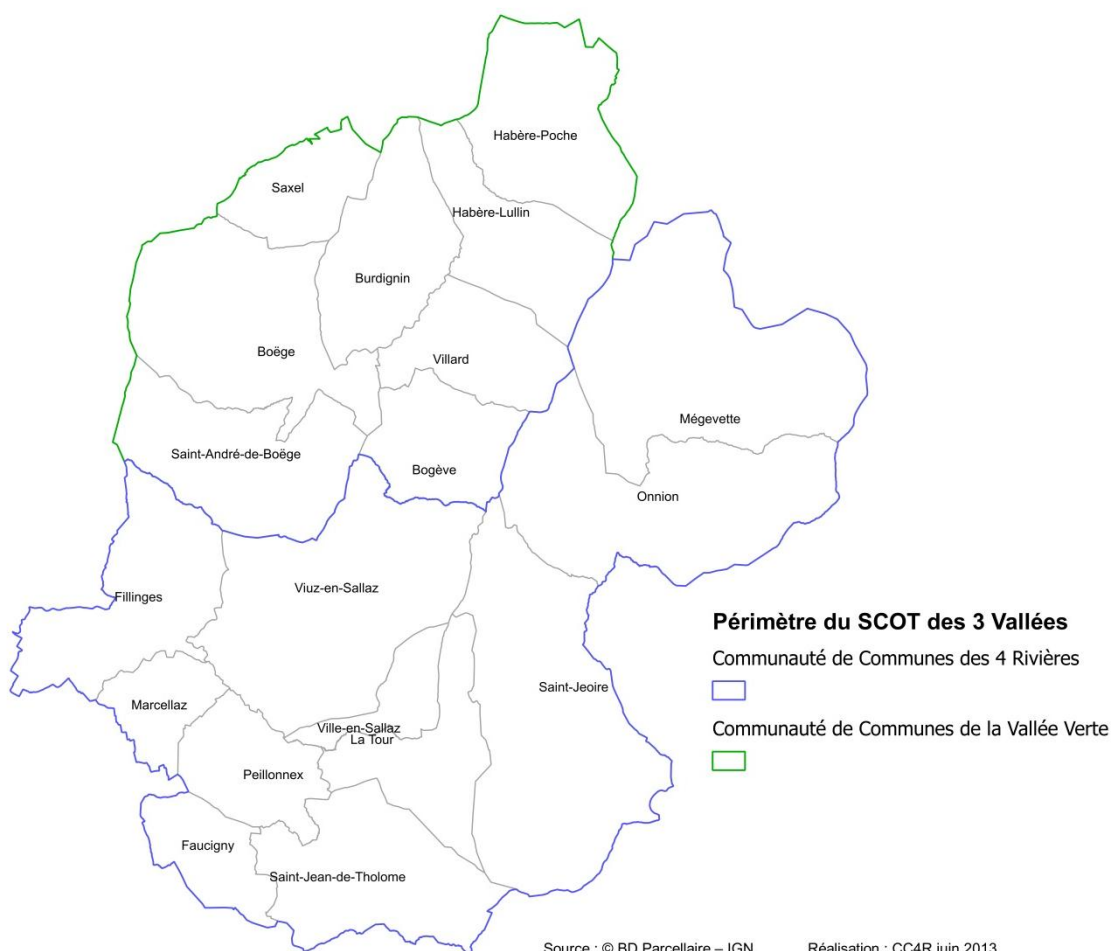 Habère-Poche
Saxel
Habère-Lullin
Burdignin
Boëge
Villard
Mégevette
Saint-André-de-Boëge
Bogève
Onnion
Viuz-en-Sallaz
Fillinges
Périmètre du SCOT des 3 Vallées
Communauté de Communes des 4 Rivières
Saint-Jeoire
Marcellaz
Ville-en-Sallaz
La Tour
Communauté de Communes de la Vallée Verte
Peillonnex
Faucigny
Saint-Jean-de-Tholome
Source : © BD Parcellaire – IGN Réalisation : CC4R juin 2013